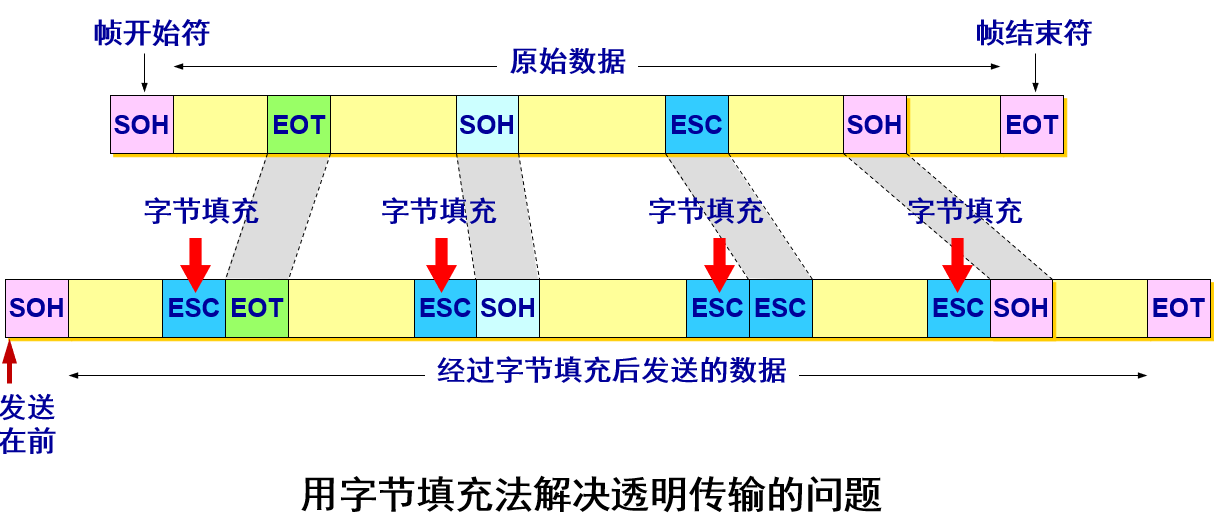 帧开始符
帧结束符
原始数据
SOH EOT SOH ESC SOH EOT
字节填充 字节填充 字节填充 字节填充
SOH ESC EOT ESC SOH ESC ESC ESC SOH EOT
经过字节填充后发送的数据
发送
在前
用字节填充法解决透明传输的问题